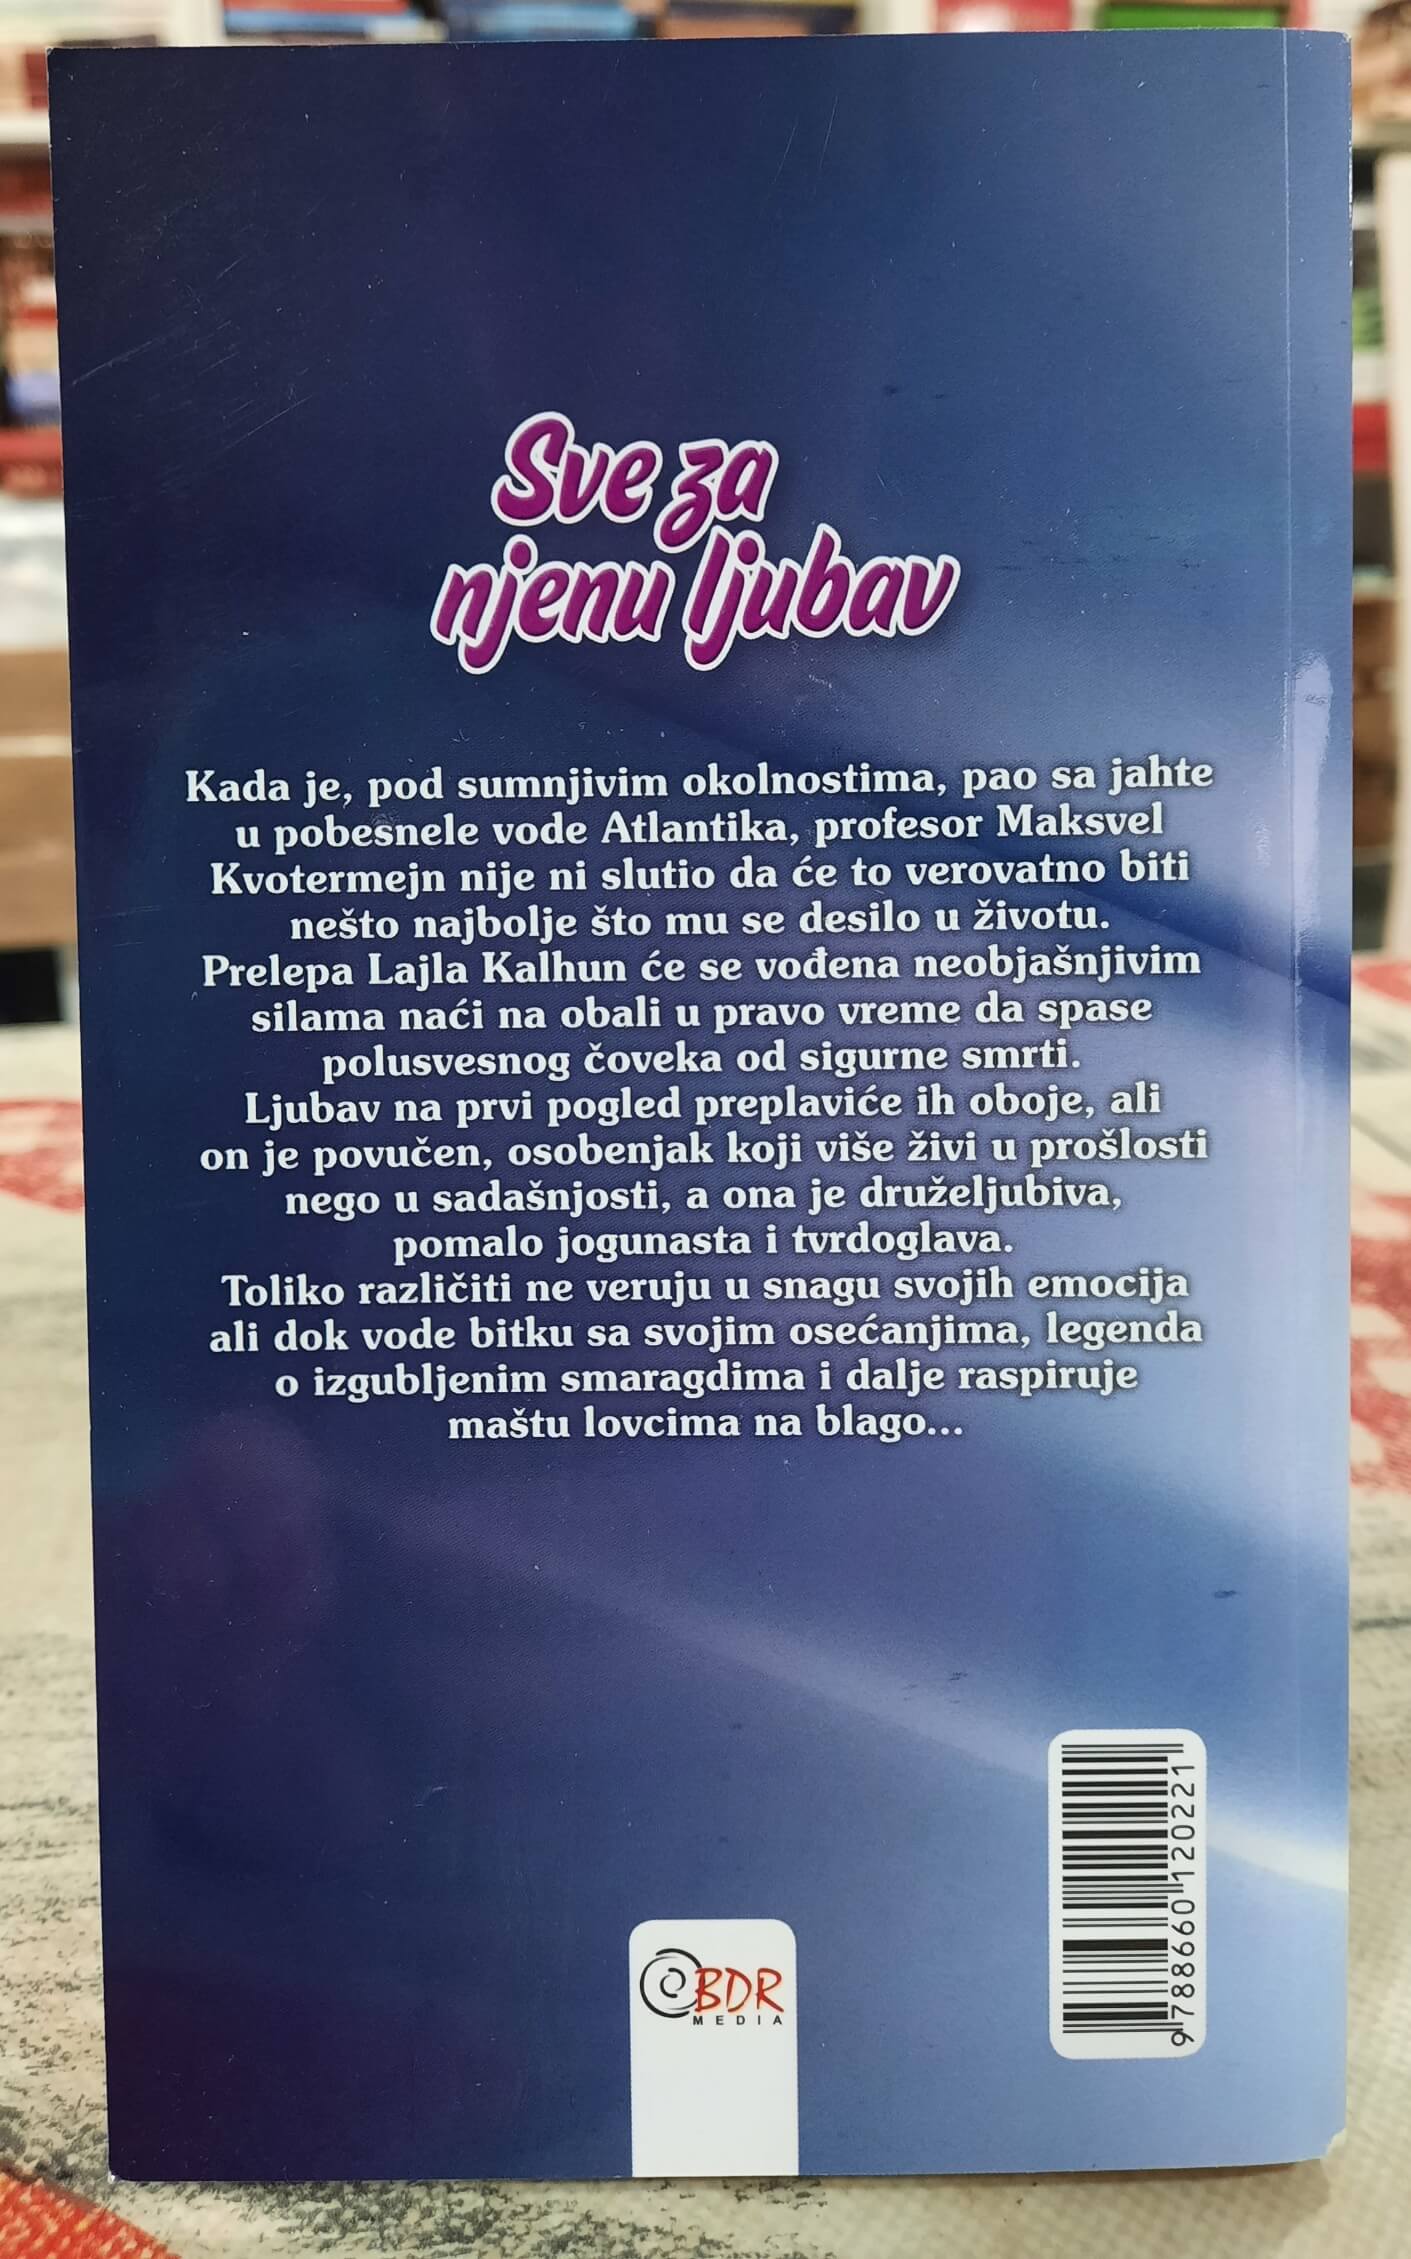 Sve za
njenu ljubav
Kada je, pod sumnjivim okolnostima, pao sa jahte
u pobesnele vode Atlantika, profesor Maksvel
Kvotermejn nije ni slutio da će to verovatno biti
nešto najbolje što mu se desilo u životu.
Prelepa Lajla Kalhun će se vođena neobjašnjivim
silama naći na obali u pravo vreme da spase
polusvesnog čoveka od sigurne smrti.
Ljubav na prvi pogled preplaviće ih oboje, ali
on je povučen, osobenjak koji više živi u prošlosti
nego u sadašnjosti, a ona je druželjubiva,
pomalo jogunasta i tvrdoglava.
Toliko različiti ne veruju u snagu svojih emocija
ali dok vode bitku sa svojim osećanjima, legenda
o izgubljenim smaragdima i dalje raspiruje
maštu lovcima na blago...
9788660120221
BDR
MEDIA